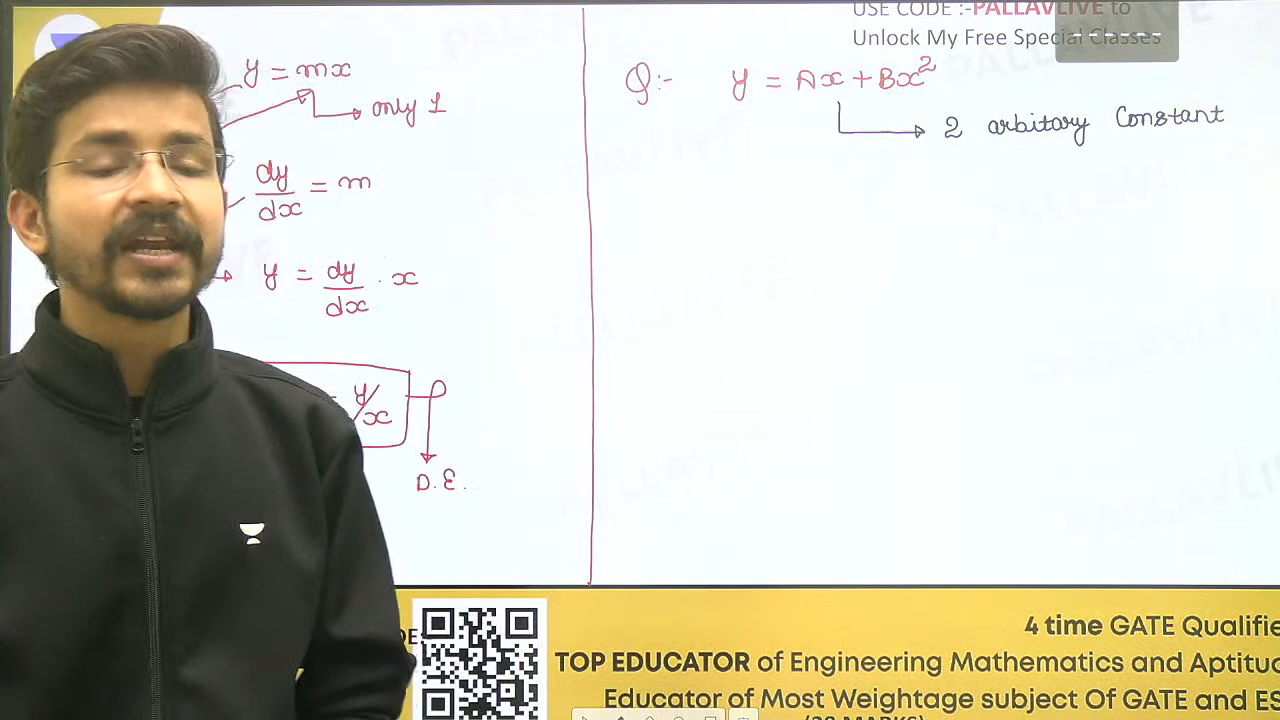 USE CODE :-PALLAVLIVE to
Unlock My Free Special Classes
y = mx
only 1
dy/dx = m
y = dy/dx . x
y/x
D.E.
Q:- y = Ax + Bx²
2 arbitary Constant
4 time GATE Qualifie
TOP EDUCATOR of Engineering Mathematics and Aptitud
Educator of Most Weightage subject Of GATE and ES